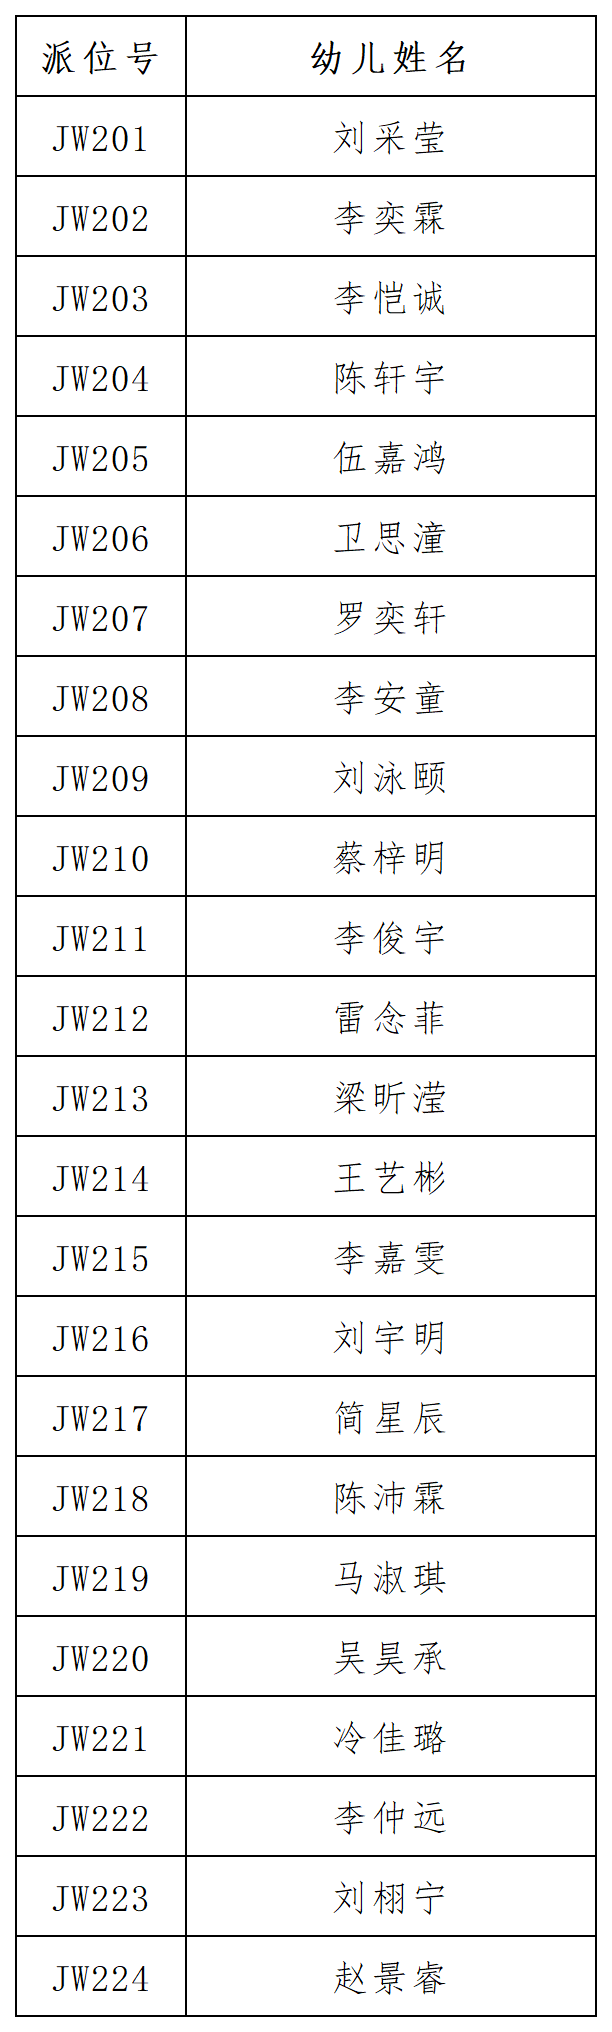 派位号 幼儿姓名
JW201 刘采莹
JW202 李奕霖
JW203 李恺诚
JW204 陈轩宇
JW205 伍嘉鸿
JW206 卫思潼
JW207 罗奕轩
JW208 李安童
JW209 刘泳颐
JW210 蔡梓明
JW211 李俊宇
JW212 雷念菲
JW213 梁昕滢
JW214 王艺彬
JW215 李嘉雯
JW216 刘宇明
JW217 简星辰
JW218 陈沛霖
JW219 马淑琪
JW220 吴昊承
JW221 冷佳璐
JW222 李仲远
JW223 刘栩宁
JW224 赵景睿